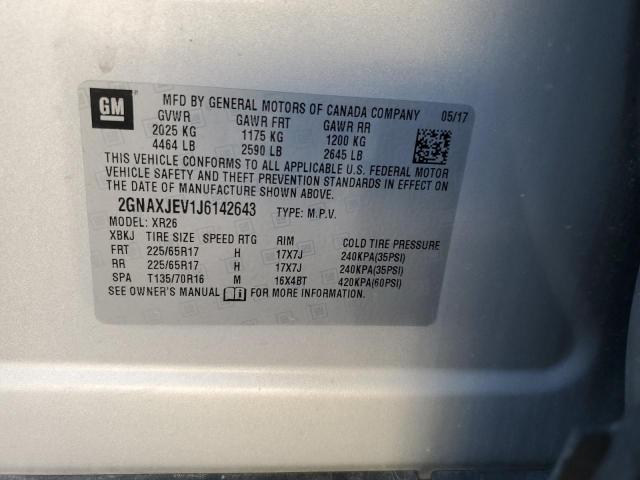 GM MFD BY GENERAL MOTORS OF CANADA COMPANY 05/17
GVWR GAWR FRT GAWR RR
2025 KG 1175 KG 1200 KG
4464 LB 2590 LB 2645 LB
THIS VEHICLE CONFORMS TO ALL APPLICABLE U.S. FEDERAL MOTOR
VEHICLE SAFETY AND THEFT PREVENTION STANDARDS IN EFFECT ON
THE DATE OF MANUFACTURE SHOWN ABOVE.
2GNAXJEV1J6142643 TYPE: M.P.V.
MODEL: XR26
XBKJ TIRE SIZE SPEED RTG RIM COLD TIRE PRESSURE
FRT 225/65R17 H 17X7J 240KPA(35PSI)
RR 225/65R17 H 17X7J 240KPA(35PSI)
SPA T135/70R16 M 16X4BT 420KPA(60PSI)
SEE OWNER'S MANUAL FOR MORE INFORMATION.